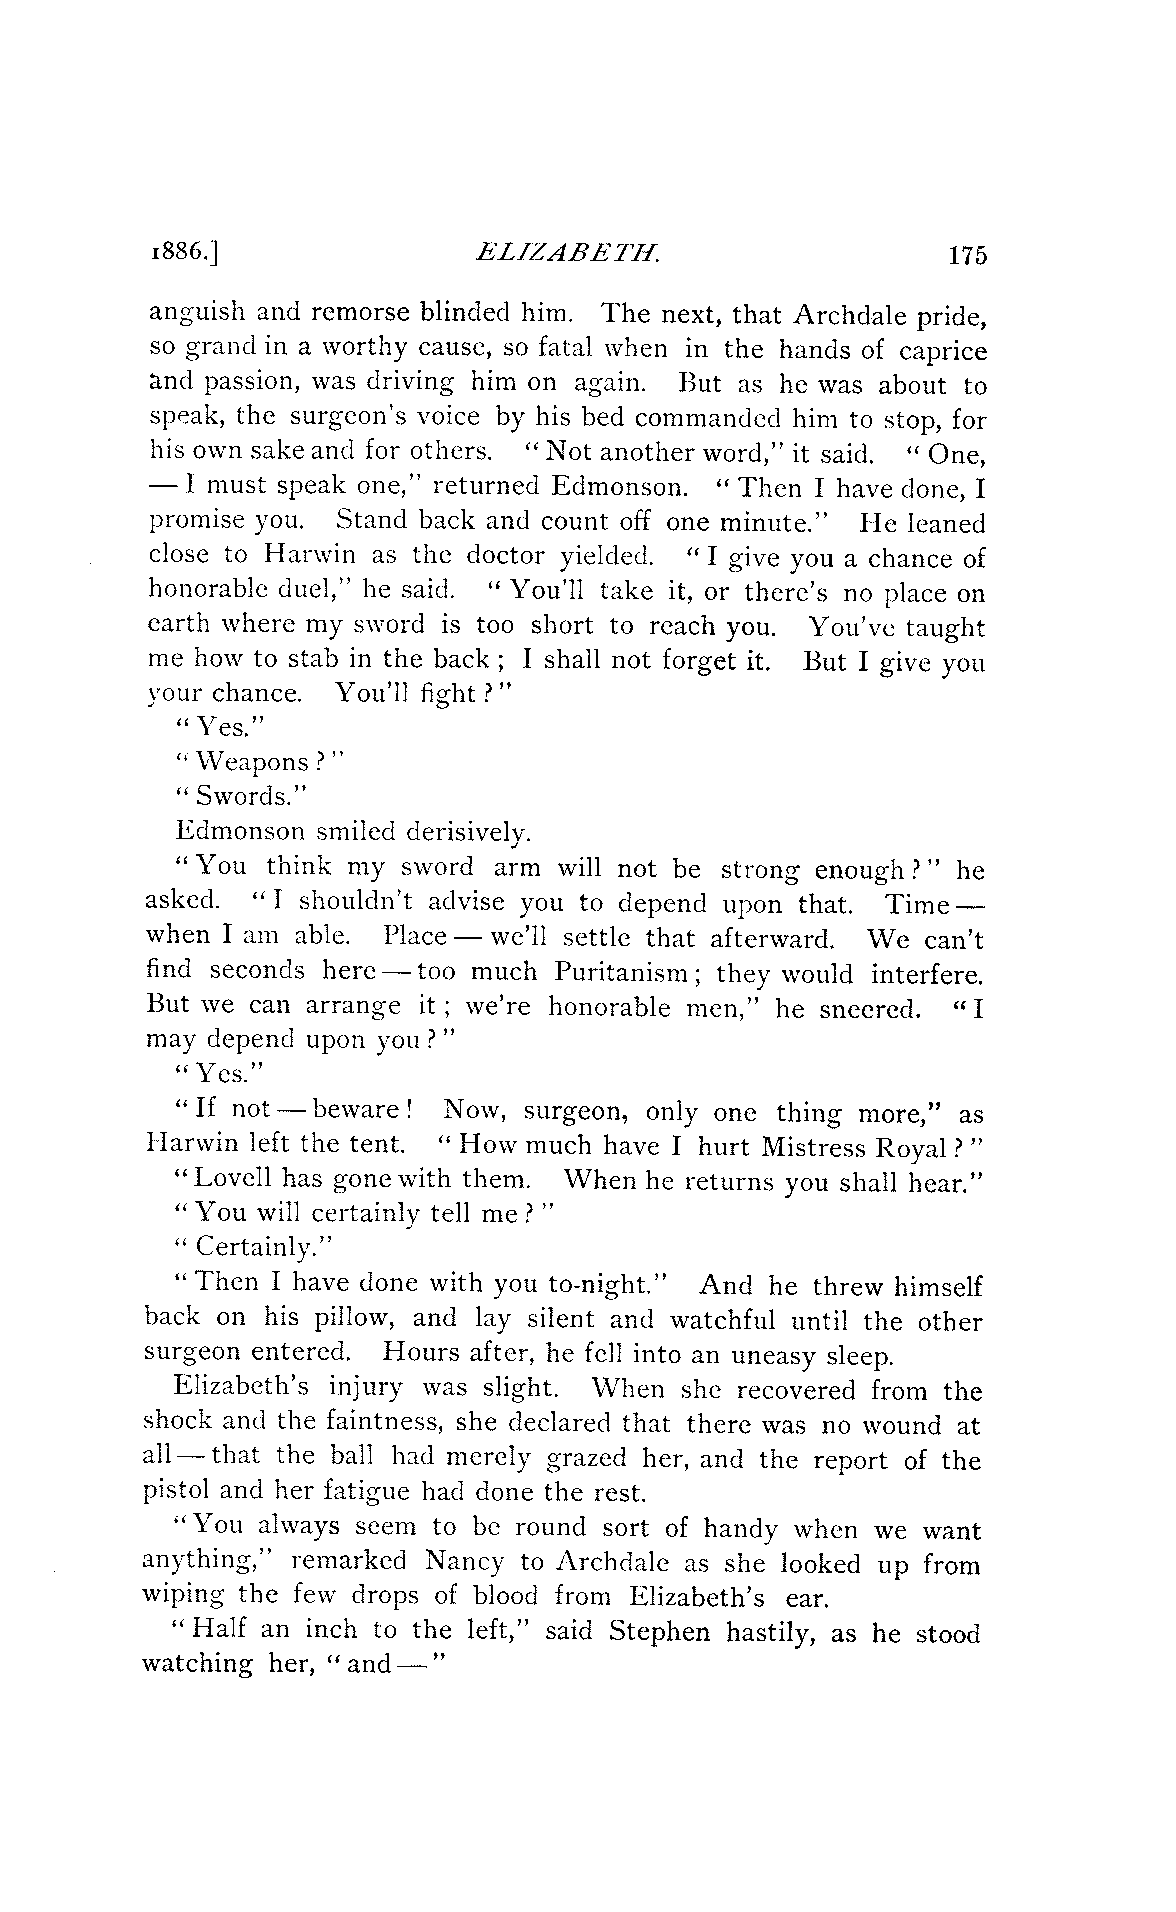 1886.] ELIZABETH. 175
anguish and remorse blinded him. The next, that Archdale pride,
so grand in a worthy cause, so fatal when in the hands of caprice
and passion, was driving him on again. But as he was about to
speak, the surgeon's voice by his bed commanded him to stop, for
his own sake and for others. "Not another word," it said. "One,
— I must speak one," returned Edmonson. "Then I have done, I
promise you. Stand back and count off one minute." He leaned
close to Harwin as the doctor yielded. "I give you a chance of
honorable duel," he said. "You'll take it, or there's no place on
earth where my sword is too short to reach you. You've taught
me how to stab in the back; I shall not forget it. But I give you
your chance. You'll fight?"
"Yes."
"Weapons?"
"Swords."
Edmonson smiled derisively.
"You think my sword arm will not be strong enough?" he
asked. "I shouldn't advise you to depend upon that. Time —
when I am able. Place — we'll settle that afterward. We can't
find seconds here — too much Puritanism; they would interfere.
But we can arrange it; we're honorable men," he sneered. "I
may depend upon you?"
"Yes."
"If not — beware! Now, surgeon, only one thing more," as
Harwin left the tent. "How much have I hurt Mistress Royal?"
"Lovell has gone with them. When he returns you shall hear."
"You will certainly tell me?"
"Certainly."
"Then I have done with you to-night." And he threw himself
back on his pillow, and lay silent and watchful until the other
surgeon entered. Hours after, he fell into an uneasy sleep.
Elizabeth's injury was slight. When she recovered from the
shock and the faintness, she declared that there was no wound at
all — that the ball had merely grazed her, and the report of the
pistol and her fatigue had done the rest.
"You always seem to be round sort of handy when we want
anything," remarked Nancy to Archdale as she looked up from
wiping the few drops of blood from Elizabeth's ear.
"Half an inch to the left," said Stephen hastily, as he stood
watching her, "and — "